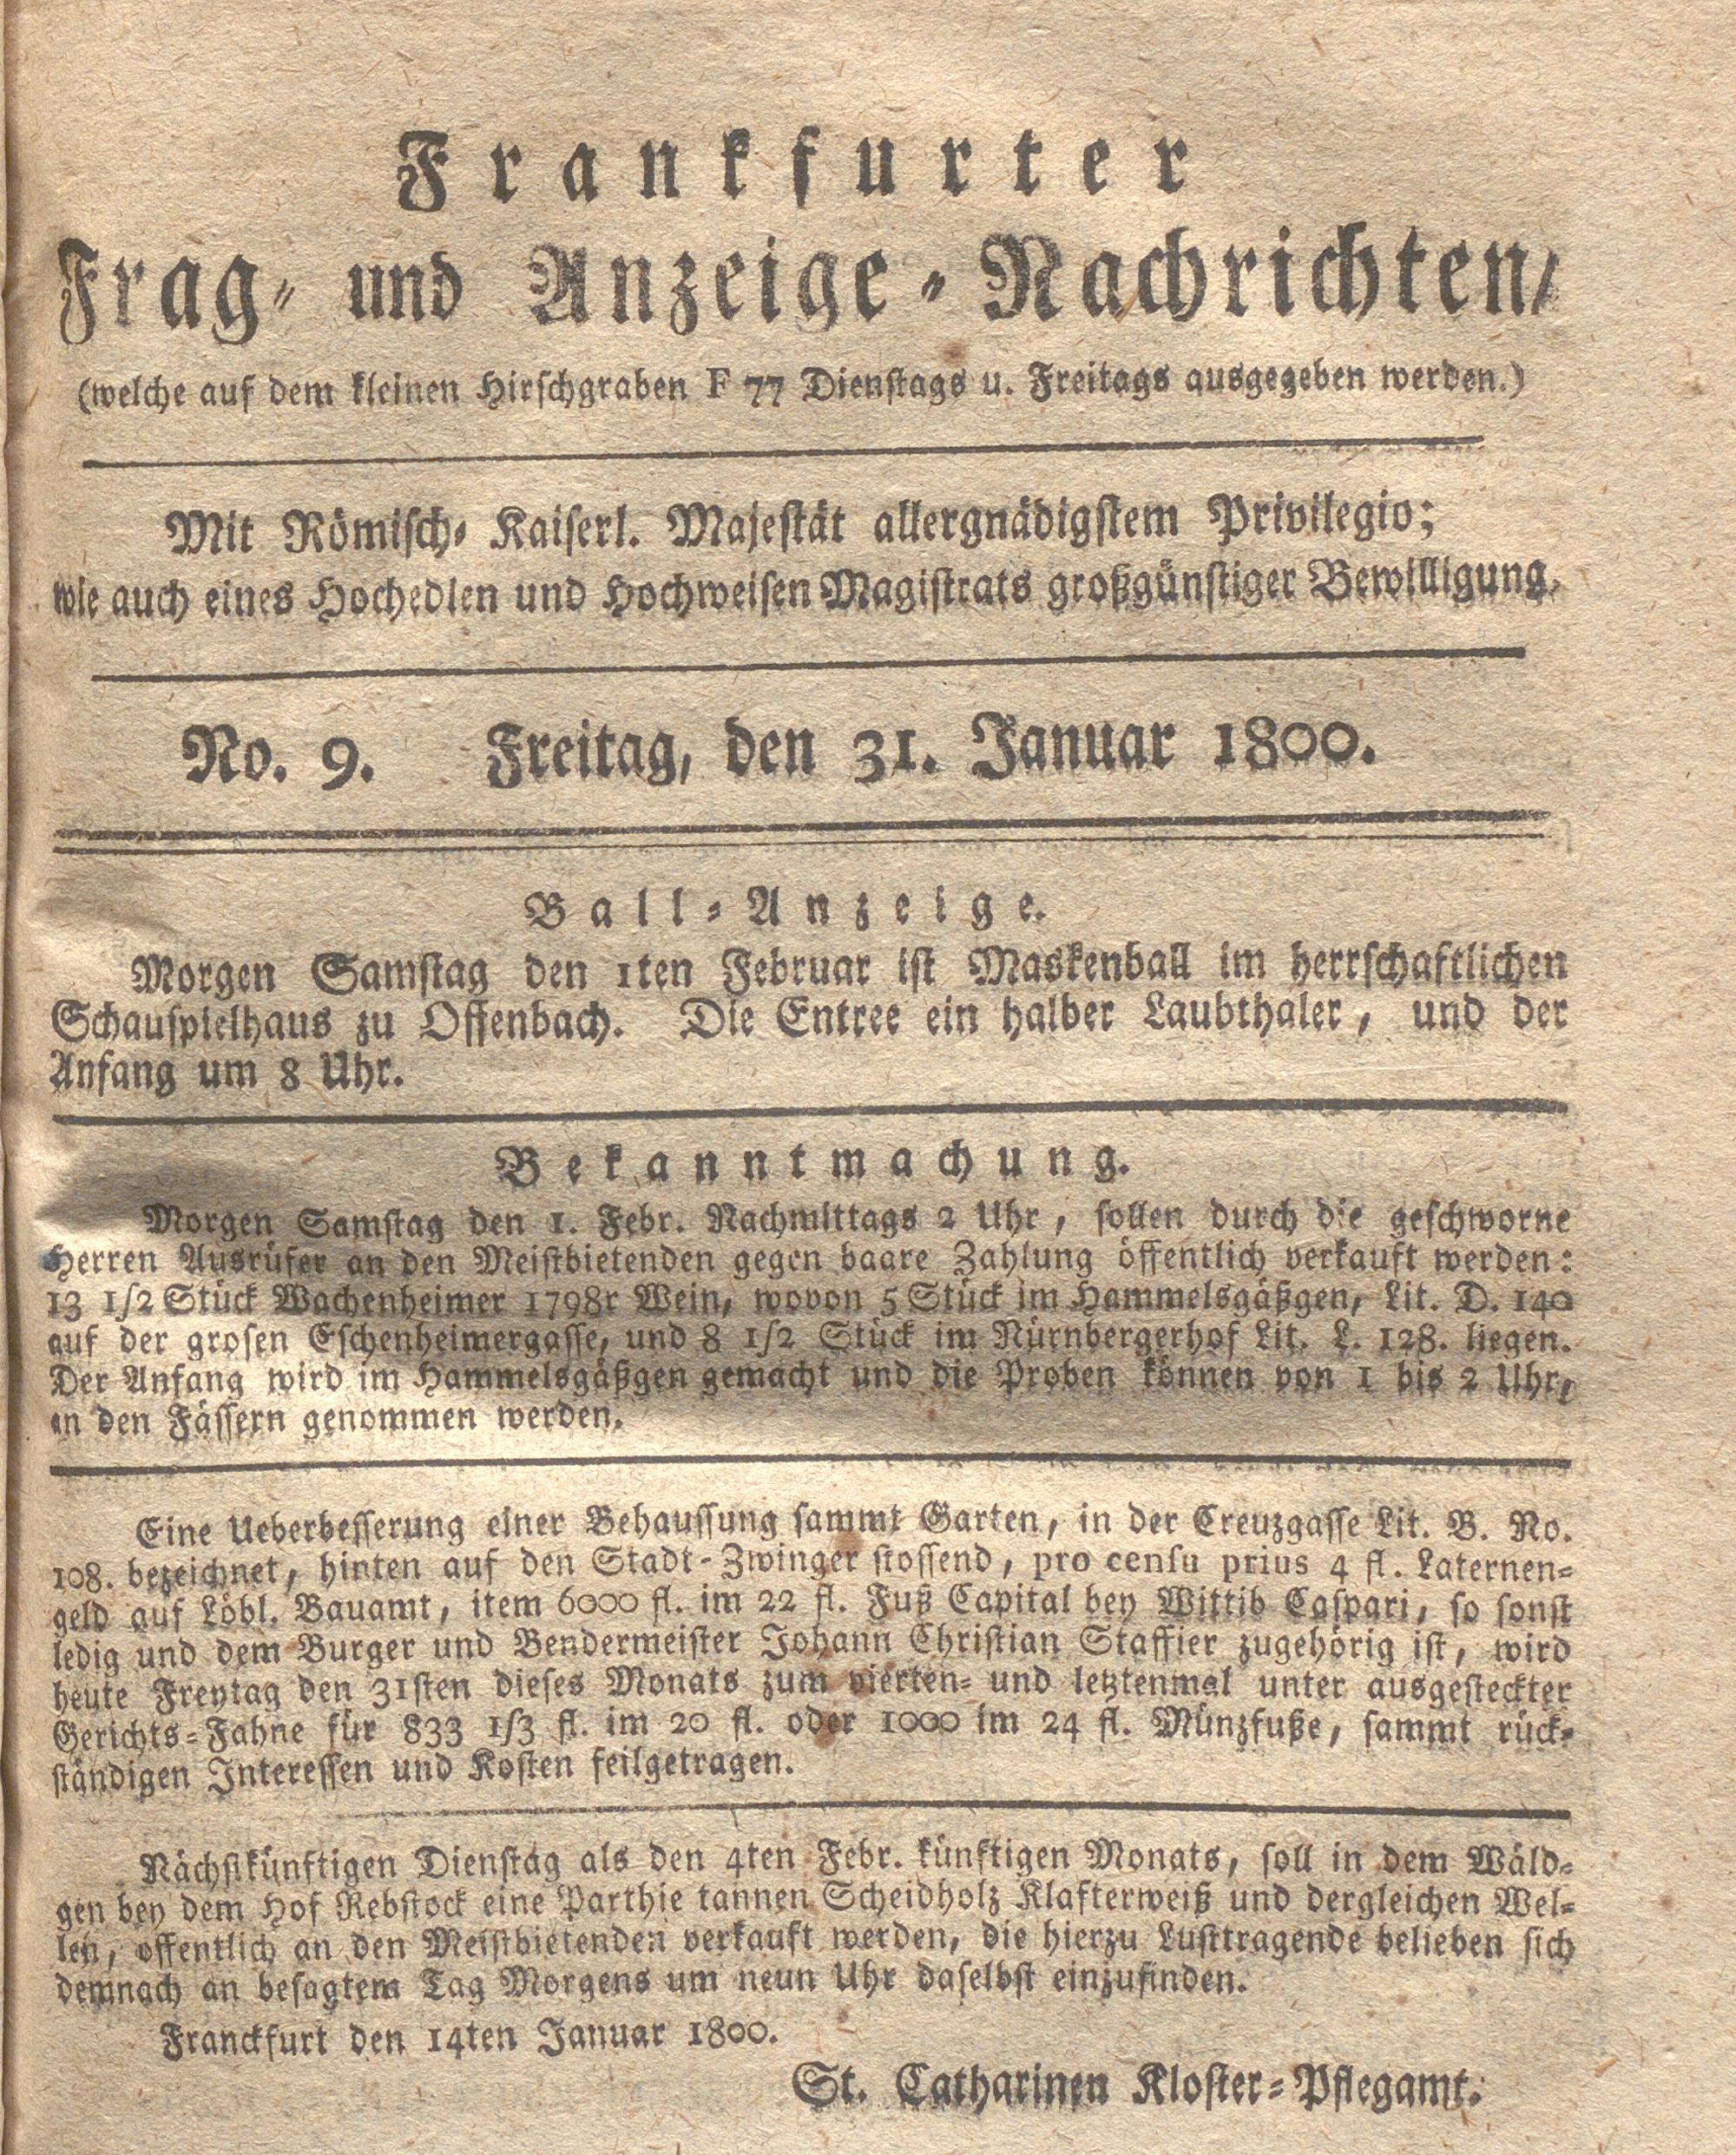 Frankfurter
Frag- und Anzeige-Nachrichten,
(welche auf dem kleinen Hirschgraben F 77 Dienstags u. Freitags ausgegeben werden.)
Mit Römisch-Kaiserl. Majestät allergnädigstem Privilegio;
wie auch eines Hochedlen und Hochweisen Magistrats großgünstiger Bewilligung.
No. 9. Freitag, den 31. Januar 1800.
Ball-Anzeige.
Morgen Samstag den 1ten Februar ist Maskenball im herrschaftlichen
Schauspielhaus zu Offenbach. Die Entree ein halber Laubthaler, und der
Anfang um 8 Uhr.
Bekanntmachung.
Morgen Samstag den 1. Febr. Nachmittags 2 Uhr, sollen durch die geschworne
Herren Ausrüfer an den Meistbietenden gegen baare Zahlung öffentlich verkauft werden:
13 1/2 Stück Wachenheimer 1798r Wein, wovon 5 Stück im Hammelsgäßgen, Lit. D. 140
auf der grosen Eschenheimergasse, und 8 1/2 Stück im Nürnbergerhof Lit. L. 128. liegen.
Der Anfang wird im Hammelsgäßgen gemacht und die Proben können von 1 bis 2 Uhr,
an den Fässern genommen werden.
Eine Ueberbesserung einer Behaussung sammt Garten, in der Creuzgasse Lit. B. No.
108. bezeichnet, hinten auf den Stadt-Zwinger stossend, pro censu prius 4 fl. Laternen-
geld auf Löbl. Bauamt, item 6000 fl. im 22 fl. Fuß Capital bey Wittib Caspari, so sonst
ledig und dem Burger und Bendermeister Johann Christian Staffier zugehörig ist, wird
heute Freytag den 31sten dieses Monats zum vierten- und letztenmal unter ausgesteckter
Gerichts-Fahne für 833 1/3 fl. im 20 fl. oder 1000 im 24 fl. Münzfuße, sammt rück-
ständigen Interessen und Kosten feilgetragen.
Nächstkünftigen Dienstag als den 4ten Febr. künftigen Monats, soll in dem Wäld-
gen bey dem Hof Rebstock eine Parthie tannen Scheidholz Klafterweiß und dergleichen Wel-
len, offentlich an den Meistbietenden verkauft werden, die hierzu Lusttragende belieben sich
demnach an besagtem Tag Morgens um neun Uhr daselbst einzufinden.
Franckfurt den 14ten Januar 1800.
St. Catharinen Kloster-Pflegamt.